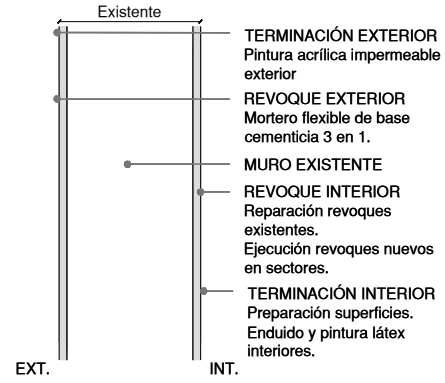 Existente
TERMINACIÓN EXTERIOR
Pintura acrílica impermeable
exterior
REVOQUE EXTERIOR
Mortero flexible de base
cementicia 3 en 1.
MURO EXISTENTE
REVOQUE INTERIOR
Reparación revoques
existentes.
Ejecución revoques nuevos
en sectores.
TERMINACIÓN INTERIOR
Preparación superficies.
Enduido y pintura látex
interiores.
EXT.
INT.